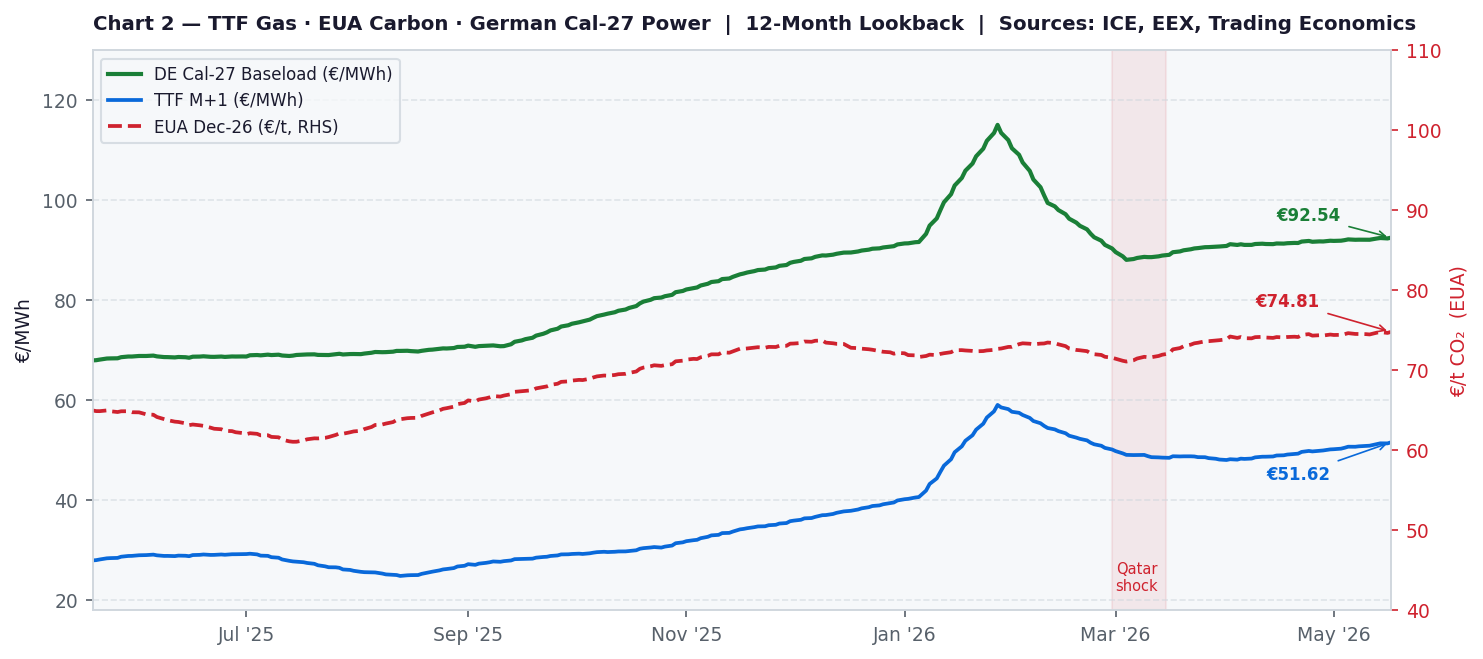 Chart 2 — TTF Gas · EUA Carbon · German Cal-27 Power | 12-Month Lookback | Sources: ICE, EEX, Trading Economics
DE Cal-27 Baseload (€/MWh)
TTF M+1 (€/MWh)
EUA Dec-26 (€/t, RHS)
€/MWh
120
100
80
60
40
20
110
100
90
80
70
60
50
40
€/t CO₂ (EUA)
€92.54
€74.81
€51.62
Qatar
shock
Jul '25
Sep '25
Nov '25
Jan '26
Mar '26
May '26